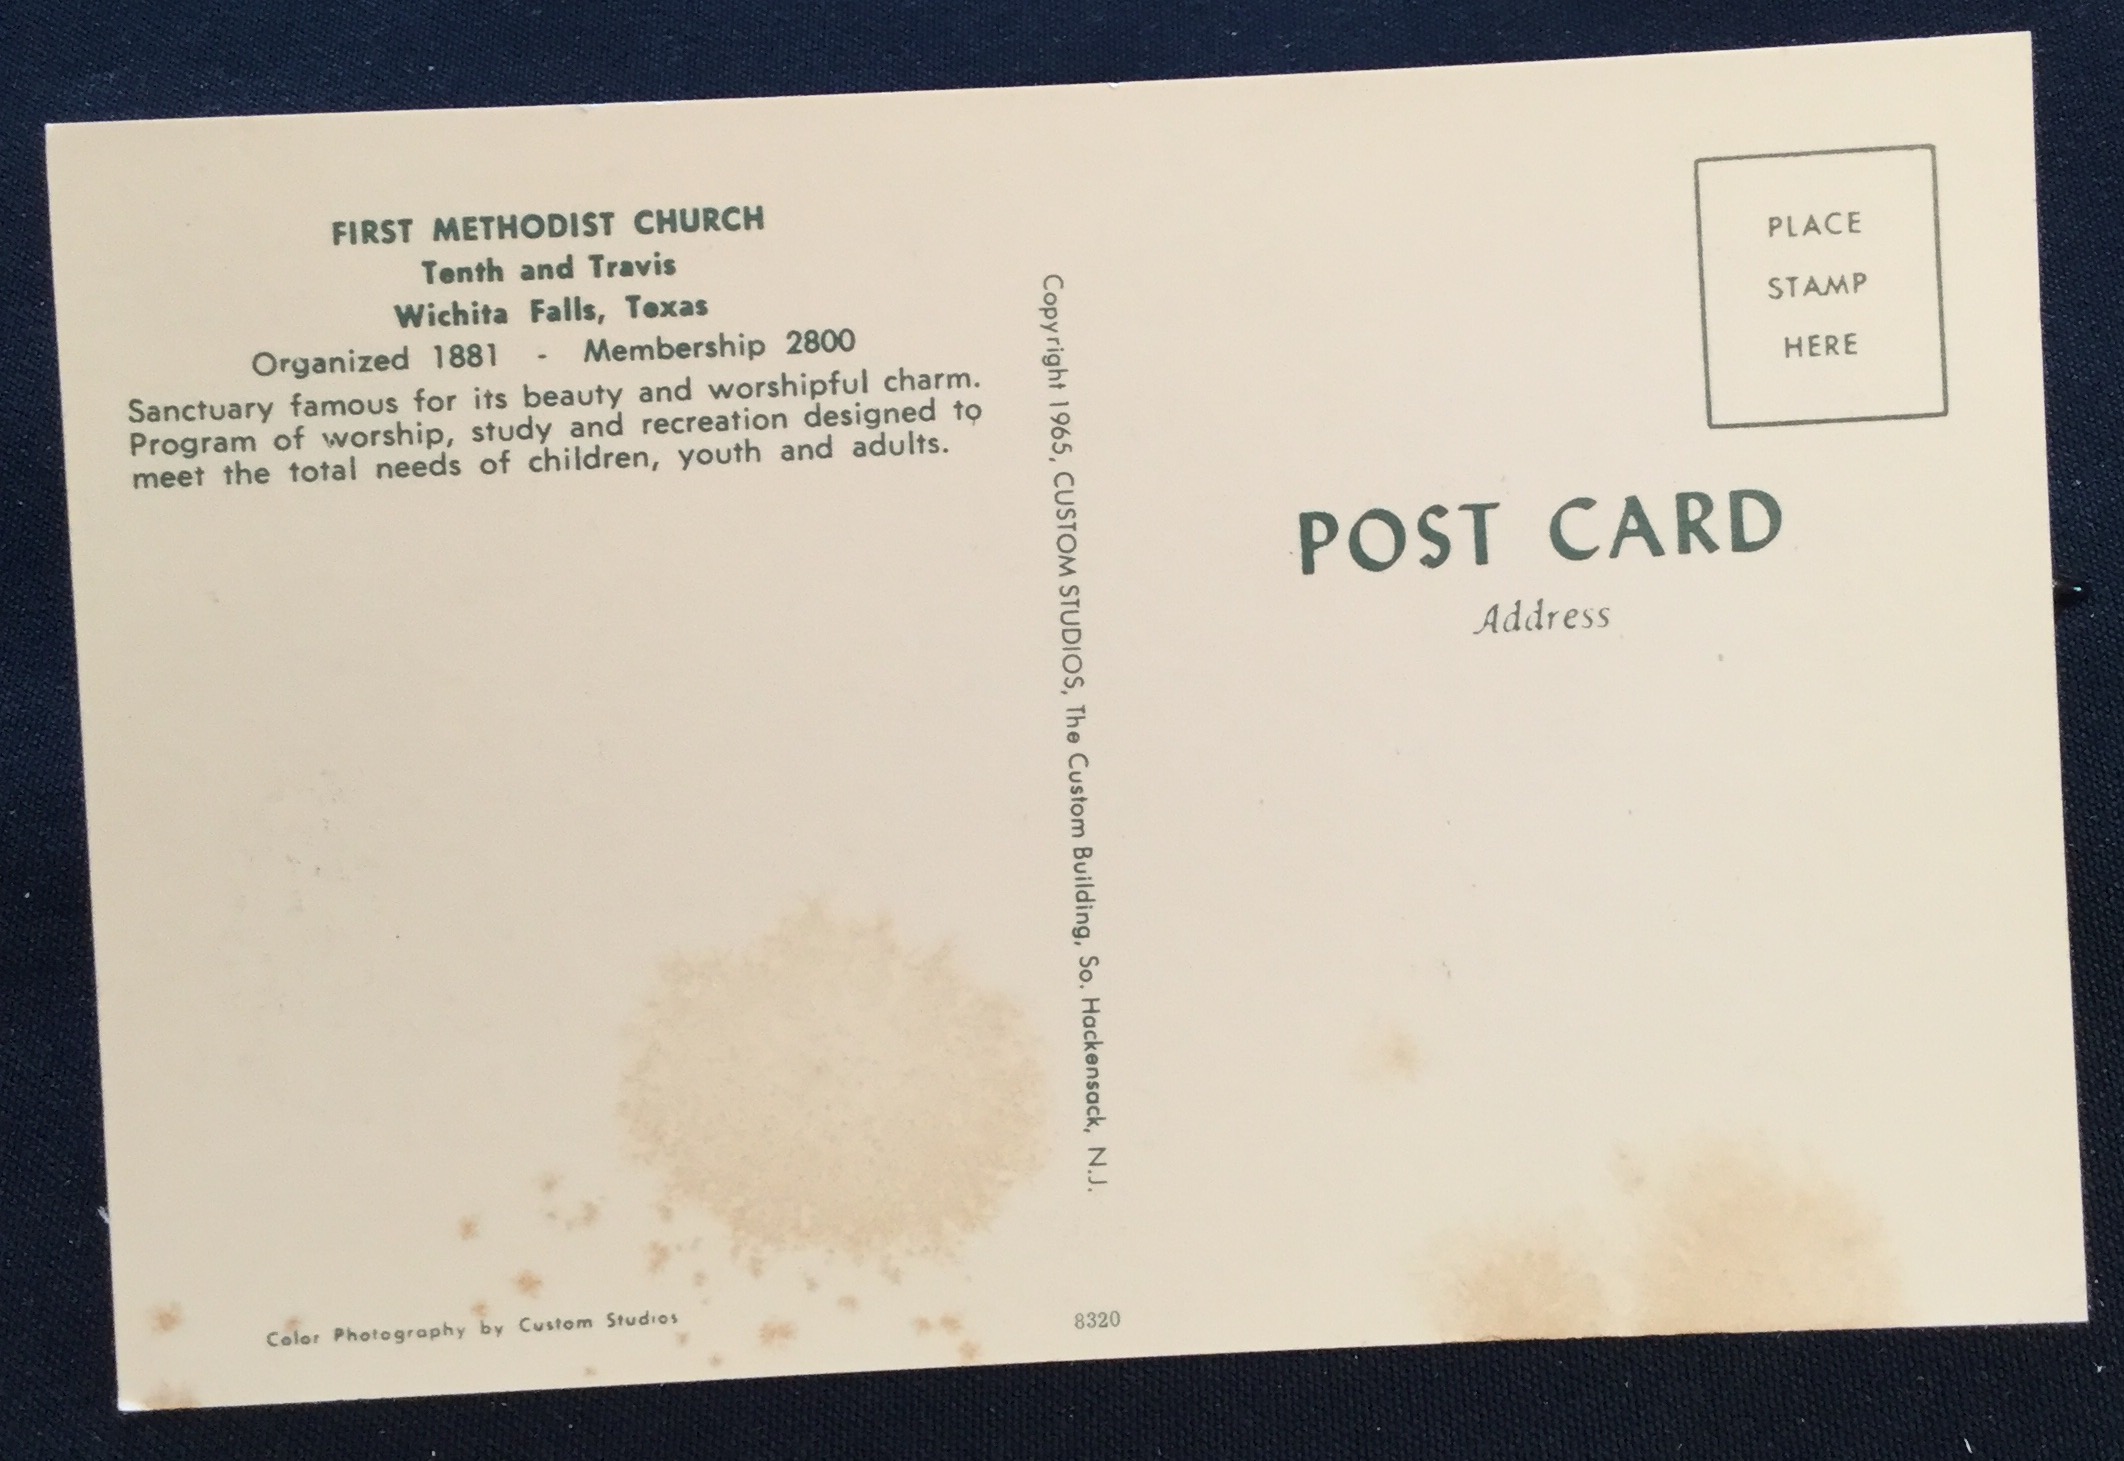 FIRST METHODIST CHURCH
Tenth and Travis
Wichita Falls, Texas
Organized 1881 - Membership 2800
Sanctuary famous for its beauty and worshipful charm.
Program of worship, study and recreation designed to
meet the total needs of children, youth and adults.
Color Photography by Custom Studios
Copyright 1965, CUSTOM STUDIOS, The Custom Building, So. Hackensack, N.J.
8320
PLACE
STAMP
HERE
POST CARD
Address